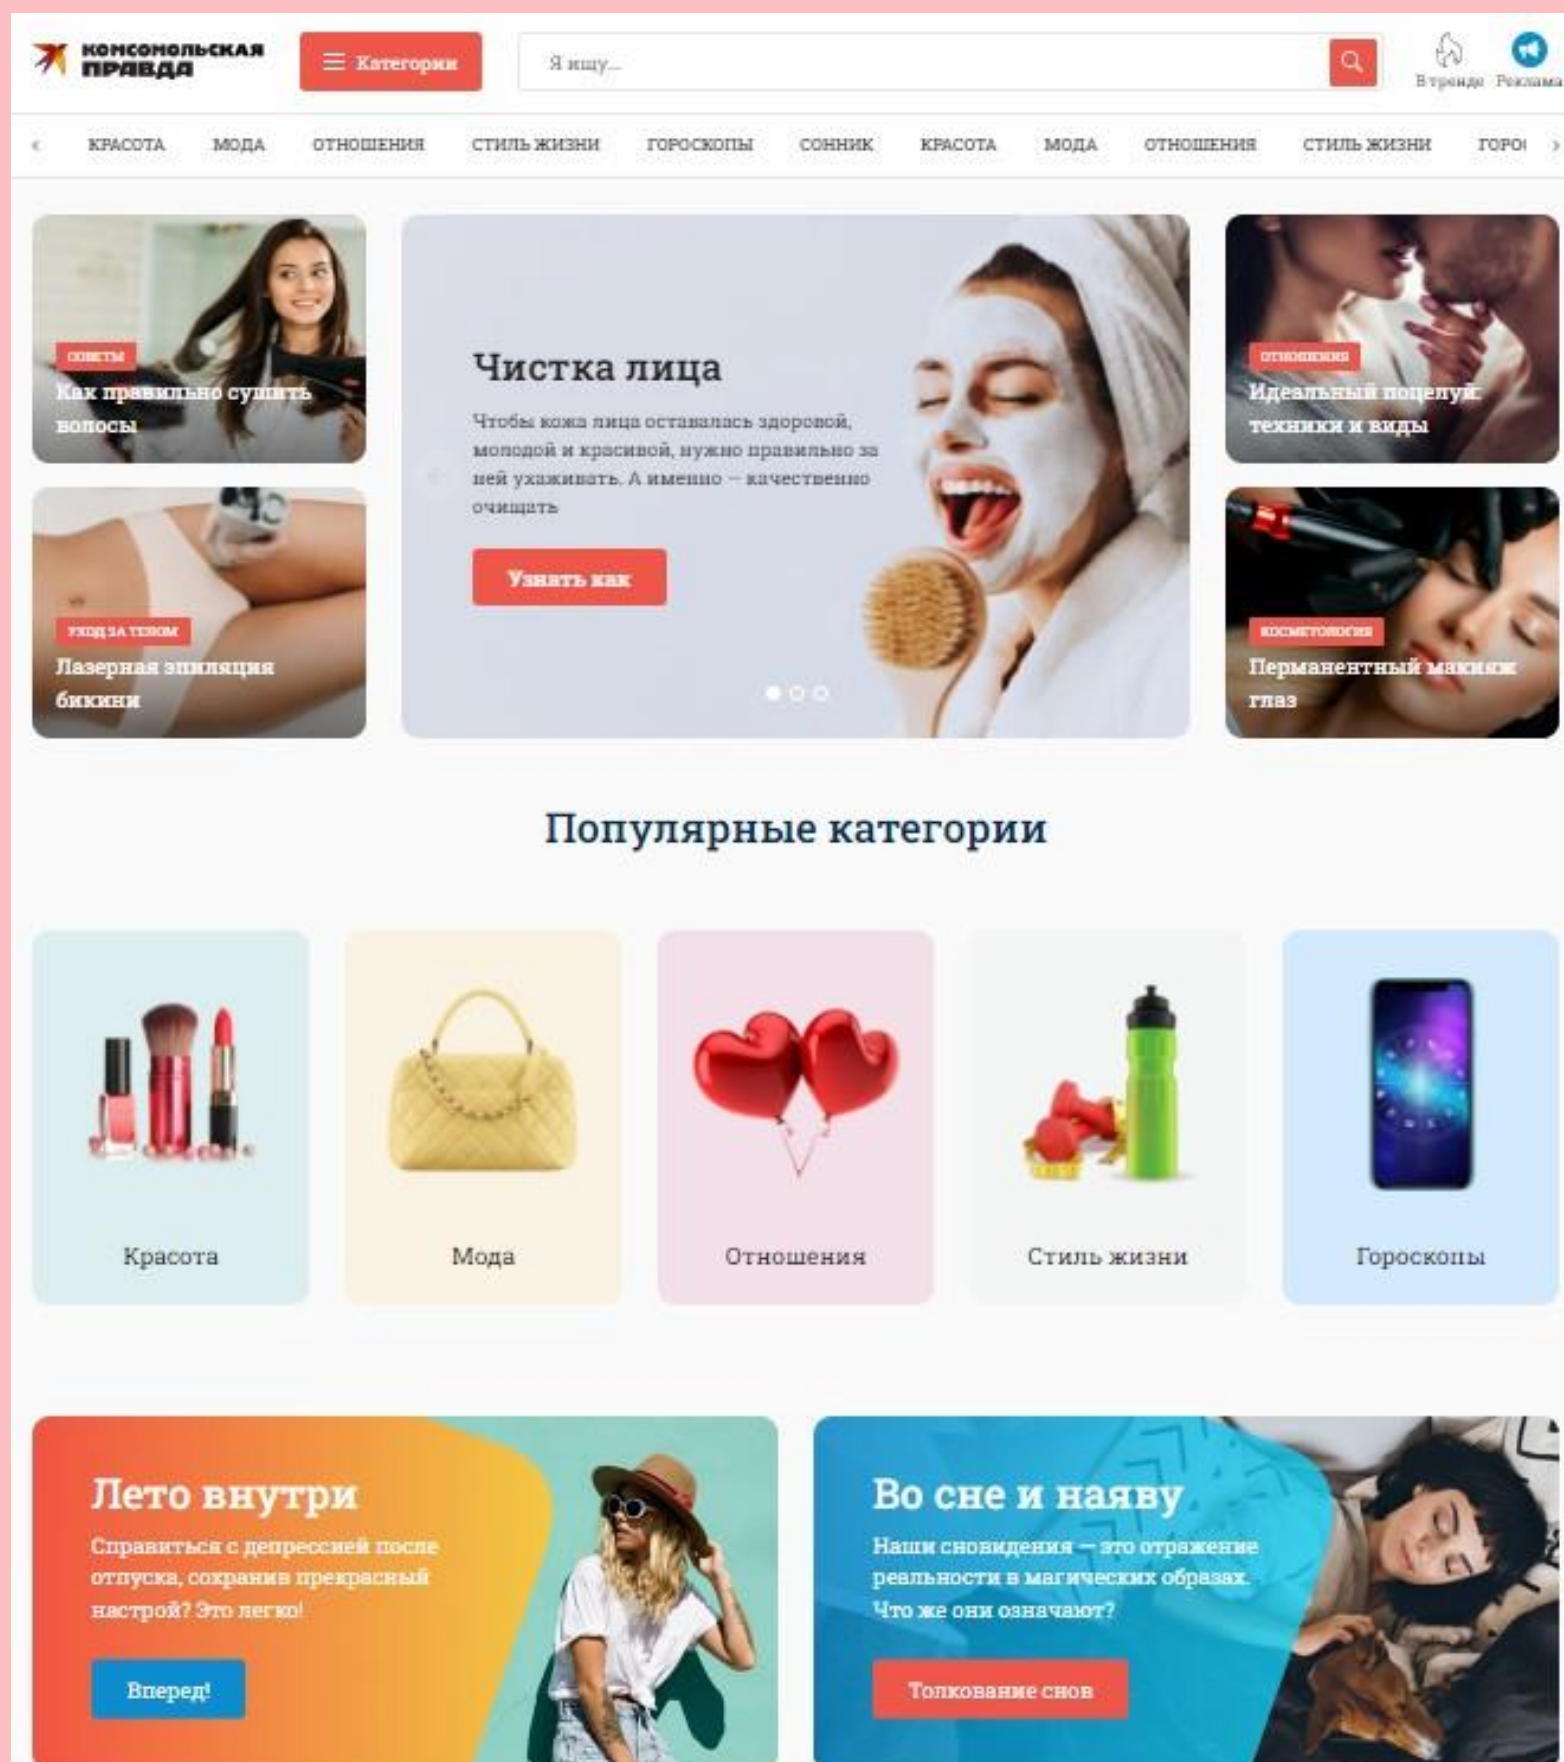 КОМСОМОЛЬСКАЯ
ПРАВДА
Категории
Я ищу...
В тренде
Реклама
КРАСОТА МОДА ОТНОШЕНИЯ СТИЛЬ ЖИЗНИ ГОРОСКОПЫ СОННИК КРАСОТА МОДА ОТНОШЕНИЯ СТИЛЬ ЖИЗНИ ГОРО
СОВЕТЫ
Как правильно сушить
волосы
УХОД ЗА ТЕЛОМ
Лазерная эпиляция
бикини
Чистка лица
Чтобы кожа лица оставалась здоровой,
молодой и красивой, нужно правильно за
ней ухаживать. А именно – качественно
очищать
Узнать как
ОТНОШЕНИЯ
Идеальный поцелуй:
техники и виды
КОСМЕТОЛОГИЯ
Перманентный макияж
глаз
Популярные категории
Красота
Мода
Отношения
Стиль жизни
Гороскопы
Лето внутри
Справиться с депрессией после
отпуска, сохранив прекрасный
настрой? Это легко!
Вперед!
Во сне и наяву
Наши сновидения — это отражение
реальности в магических образах.
Что же они означают?
Толкование снов